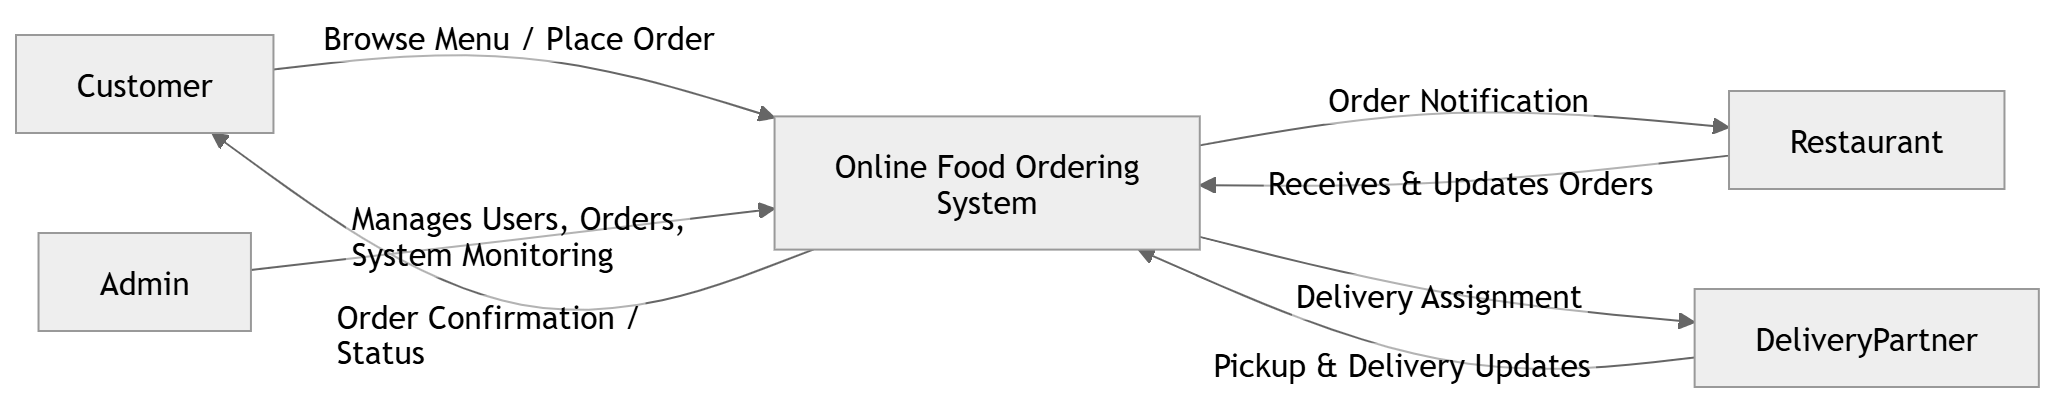 Browse Menu / Place Order
Customer
Order Notification
Restaurant
Online Food Ordering
System
Receives & Updates Orders
Manages Users, Orders,
System Monitoring
Admin
Delivery Assignment
Order Confirmation /
Status
DeliveryPartner
Pickup & Delivery Updates